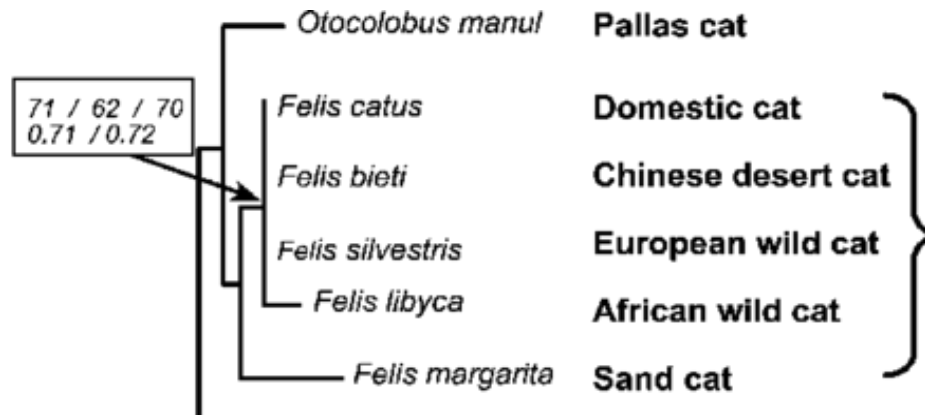 Otocolobus manul Pallas cat
71 / 62 / 70
0.71 / 0.72
Felis catus Domestic cat
Felis bieti Chinese desert cat
Felis silvestris European wild cat
Felis libyca African wild cat
Felis margarita Sand cat